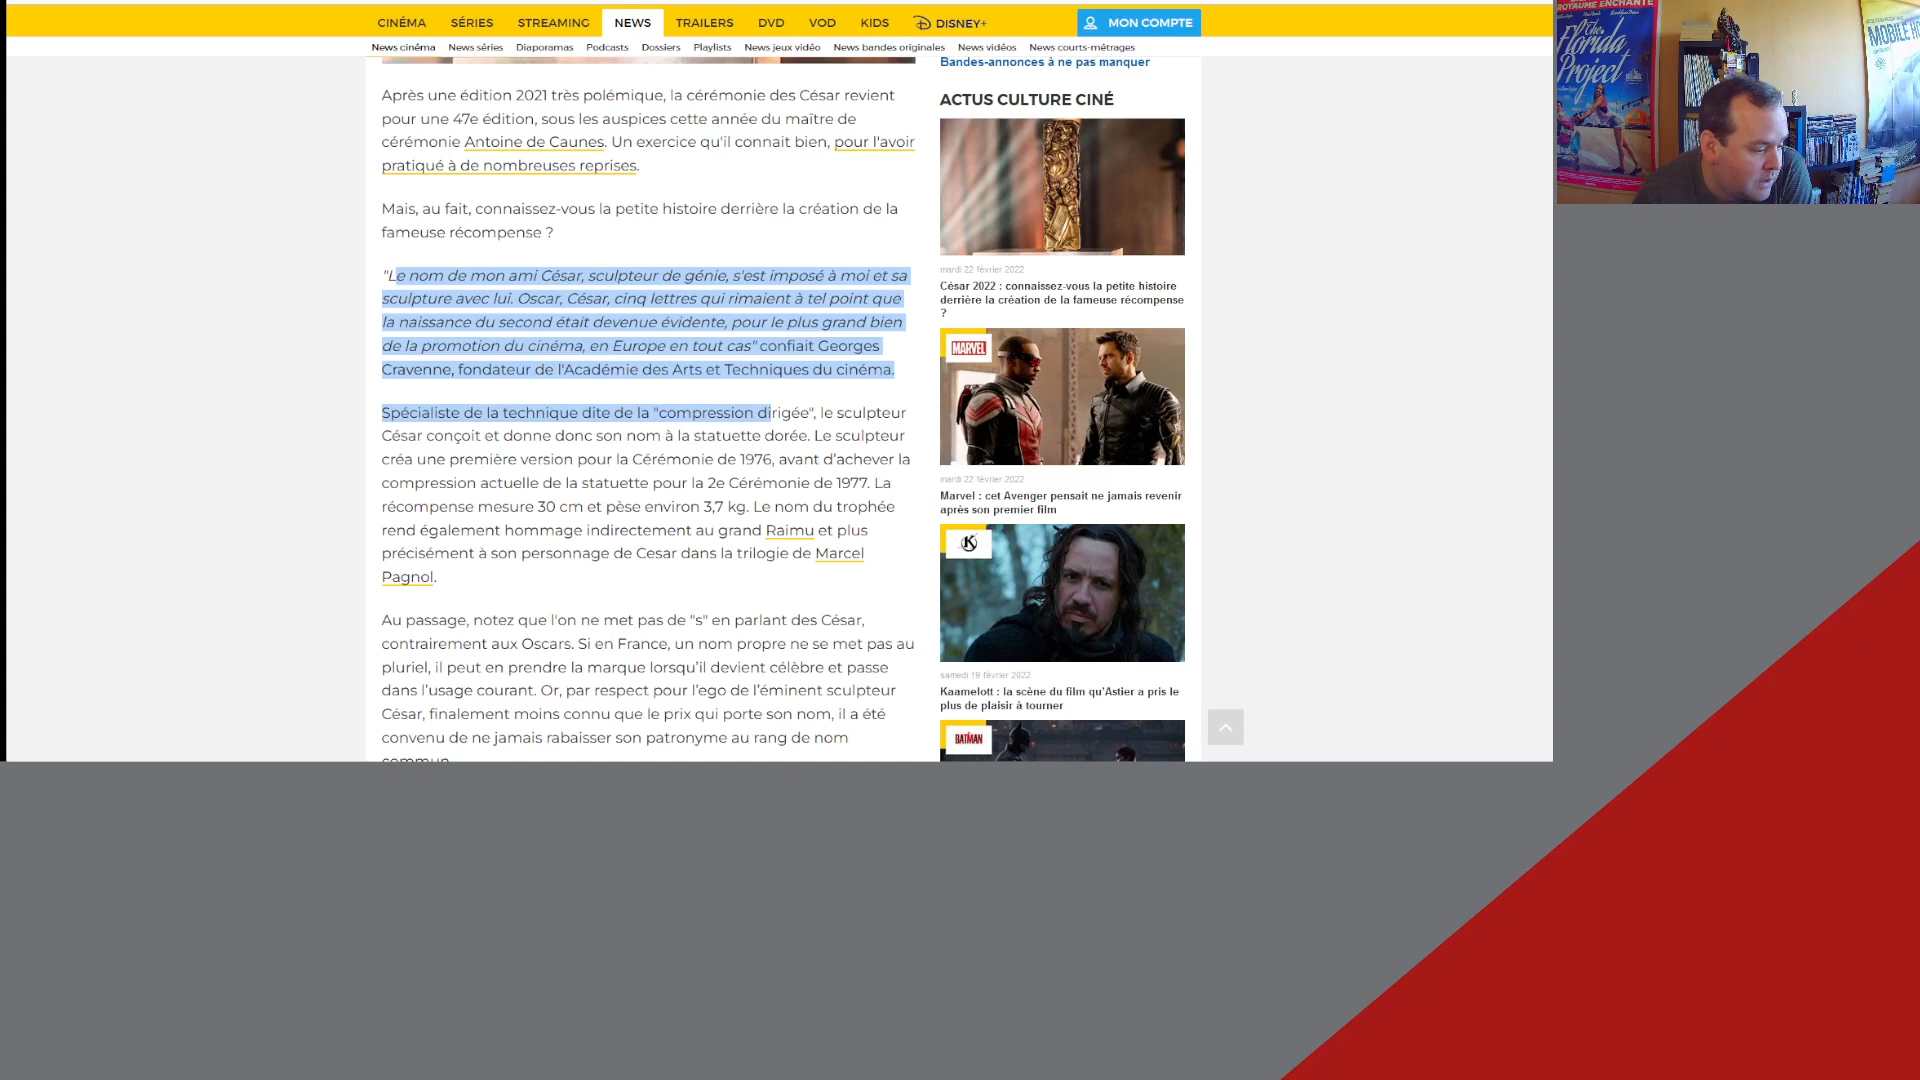 CINÉMA SÉRIES STREAMING NEWS TRAILERS DVD VOD KIDS DISNEY+ MON COMPTE
News cinéma News séries Diaporamas Podcasts Dossiers Playlists News jeux vidéo News bandes originales News vidéos News courts-métrages
Après une édition 2021 très polémique, la cérémonie des César revient
pour une 47e édition, sous les auspices cette année du maître de
cérémonie Antoine de Caunes. Un exercice qu'il connait bien, pour l'avoir
pratiqué à de nombreuses reprises.
Mais, au fait, connaissez-vous la petite histoire derrière la création de la
fameuse récompense ?
"Le nom de mon ami César, sculpteur de génie, s'est imposé à moi et sa
sculpture avec lui. Oscar, César, cinq lettres qui rimaient à tel point que
la naissance du second était devenue évidente, pour le plus grand bien
de la promotion du cinéma, en Europe en tout cas" confiait Georges
Cravenne, fondateur de l'Académie des Arts et Techniques du cinéma.
Spécialiste de la technique dite de la "compression dirigée", le sculpteur
César conçoit et donne donc son nom à la statuette dorée. Le sculpteur
créa une première version pour la Cérémonie de 1976, avant d’achever la
compression actuelle de la statuette pour la 2e Cérémonie de 1977. La
récompense mesure 30 cm et pèse environ 3,7 kg. Le nom du trophée
rend également hommage indirectement au grand Raimu et plus
précisément à son personnage de Cesar dans la trilogie de Marcel
Pagnol.
Au passage, notez que l'on ne met pas de "s" en parlant des César,
contrairement aux Oscars. Si en France, un nom propre ne se met pas au
pluriel, il peut en prendre la marque lorsqu’il devient célèbre et passe
dans l’usage courant. Or, par respect pour l’ego de l’éminent sculpteur
César, finalement moins connu que le prix qui porte son nom, il a été
convenu de ne jamais rabaisser son patronyme au rang de nom
commun.
Bandes-annonces à ne pas manquer
ACTUS CULTURE CINÉ
mardi 22 février 2022
César 2022 : connaissez-vous la petite histoire
derrière la création de la fameuse récompense
?
MARVEL
mardi 22 février 2022
Marvel : cet Avenger pensait ne jamais revenir
après son premier film
K
samedi 19 février 2022
Kaamelott : la scène du film qu’Astier a pris le
plus de plaisir à tourner
BATMAN
ROYAUME ENCHANTÉ
The
Florida
Project
MOBILE H